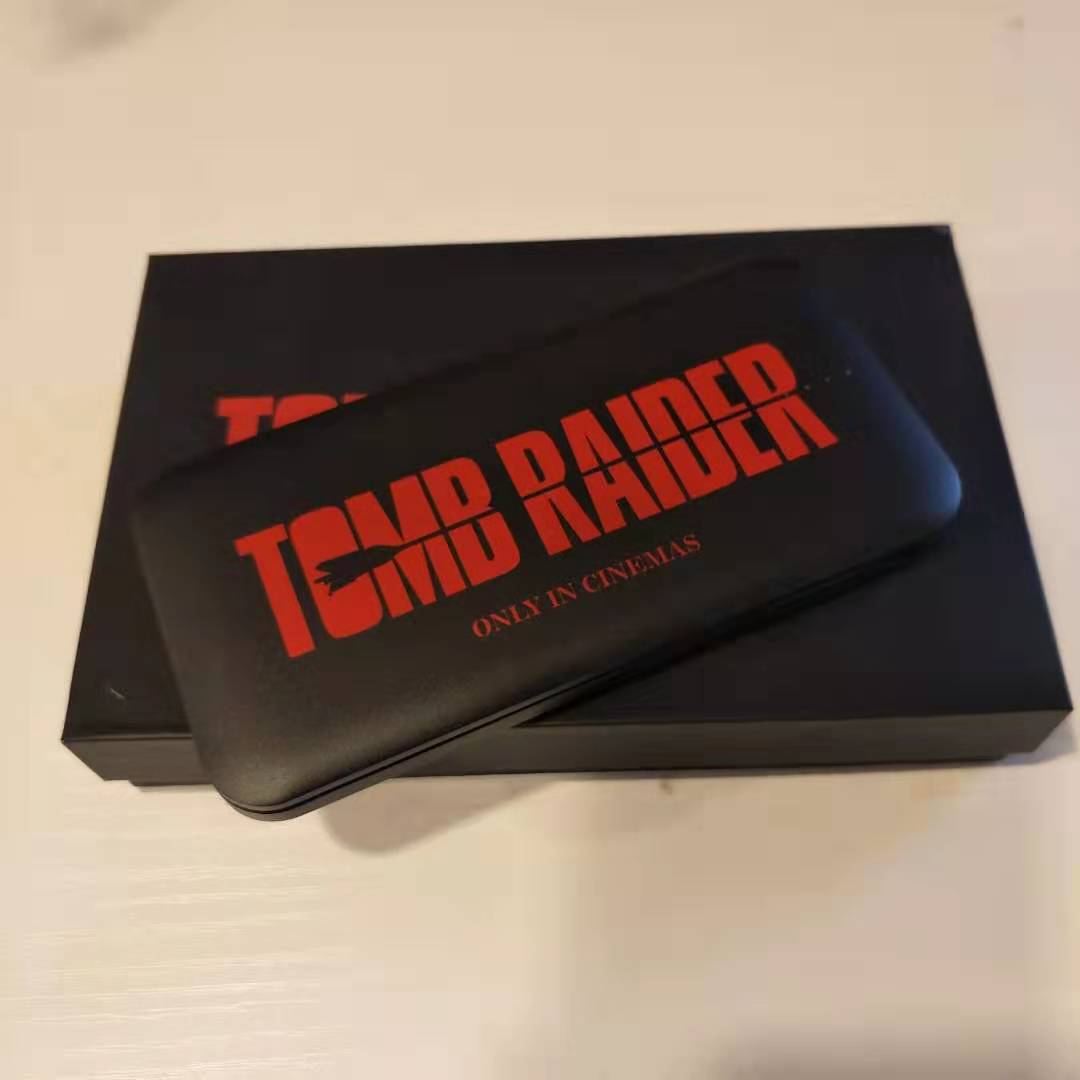 TOMB RAIDER
ONLY IN CINEMAS